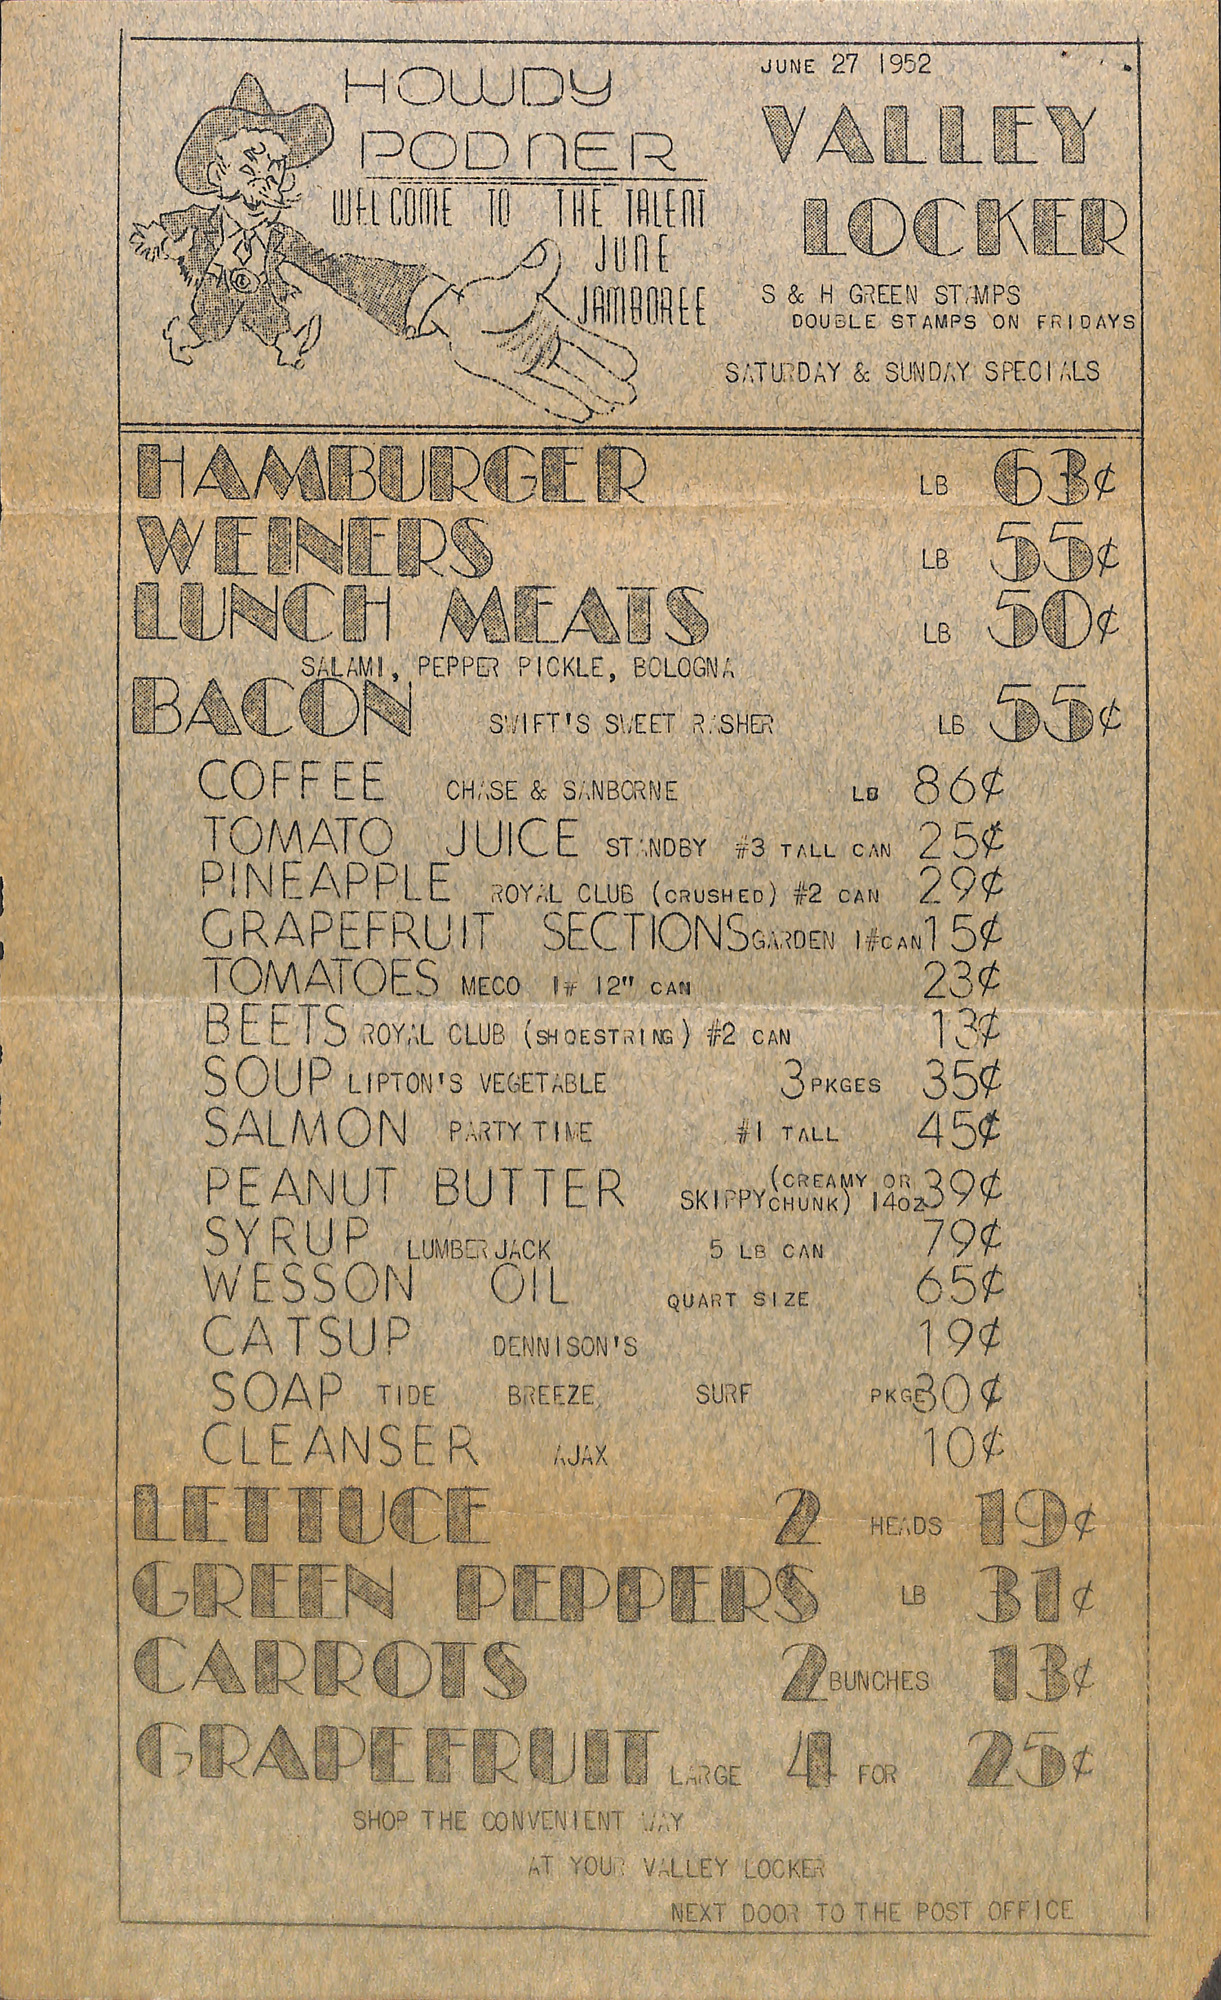 HOWDY
PODNER
WELCOME TO THE TALENT
JUNE
JAMBOREE
JUNE 27 1952
VALLEY
LOCKER
S & H GREEN STAMPS
DOUBLE STAMPS ON FRIDAYS
SATURDAY & SUNDAY SPECIALS
HAMBURGER LB 63¢
WEINERS LB 55¢
LUNCH MEATS LB 50¢
SALAMI, PEPPER PICKLE, BOLOGNA
BACON SWIFT'S SWEET RASHER LB 55¢
COFFEE CHASE & SANBORNE LB 86¢
TOMATO JUICE STANDBY #3 TALL CAN 25¢
PINEAPPLE ROYAL CLUB (CRUSHED) #2 CAN 29¢
GRAPEFRUIT SECTIONS GARDEN 1# CAN 15¢
TOMATOES MECO 1# 12" CAN 23¢
BEETS ROYAL CLUB (SHOESTRING) #2 CAN 13¢
SOUP LIPTON'S VEGETABLE 3 PKGES 35¢
SALMON PARTY TIME #1 TALL 45¢
PEANUT BUTTER SKIPPY (CREAMY OR CHUNK) 14OZ 39¢
SYRUP LUMBER JACK 5 LB CAN 79¢
WESSON OIL QUART SIZE 65¢
CATSUP DENNISON'S 19¢
SOAP TIDE BREEZE, SURF PKGE 30¢
CLEANSER AJAX 10¢
LETTUCE 2 HEADS 19¢
GREEN PEPPERS LB 31¢
CARROTS 2 BUNCHES 13¢
GRAPEFRUIT LARGE 4 FOR 25¢
SHOP THE CONVENIENT WAY
AT YOUR VALLEY LOCKER
NEXT DOOR TO THE POST OFFICE